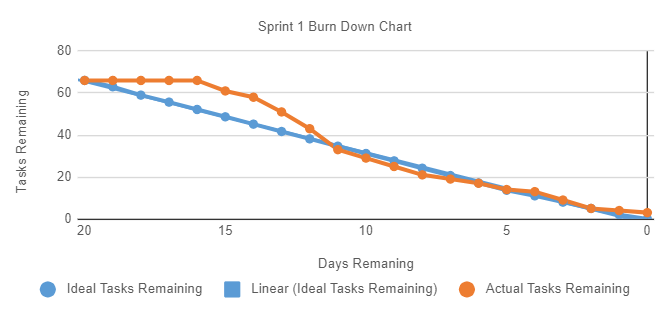 Sprint 1 Burn Down Chart
80
60
40
20
0
Tasks Remaining
20 15 10 5 0
Days Remaning
Ideal Tasks Remaining Linear (Ideal Tasks Remaining) Actual Tasks Remaining